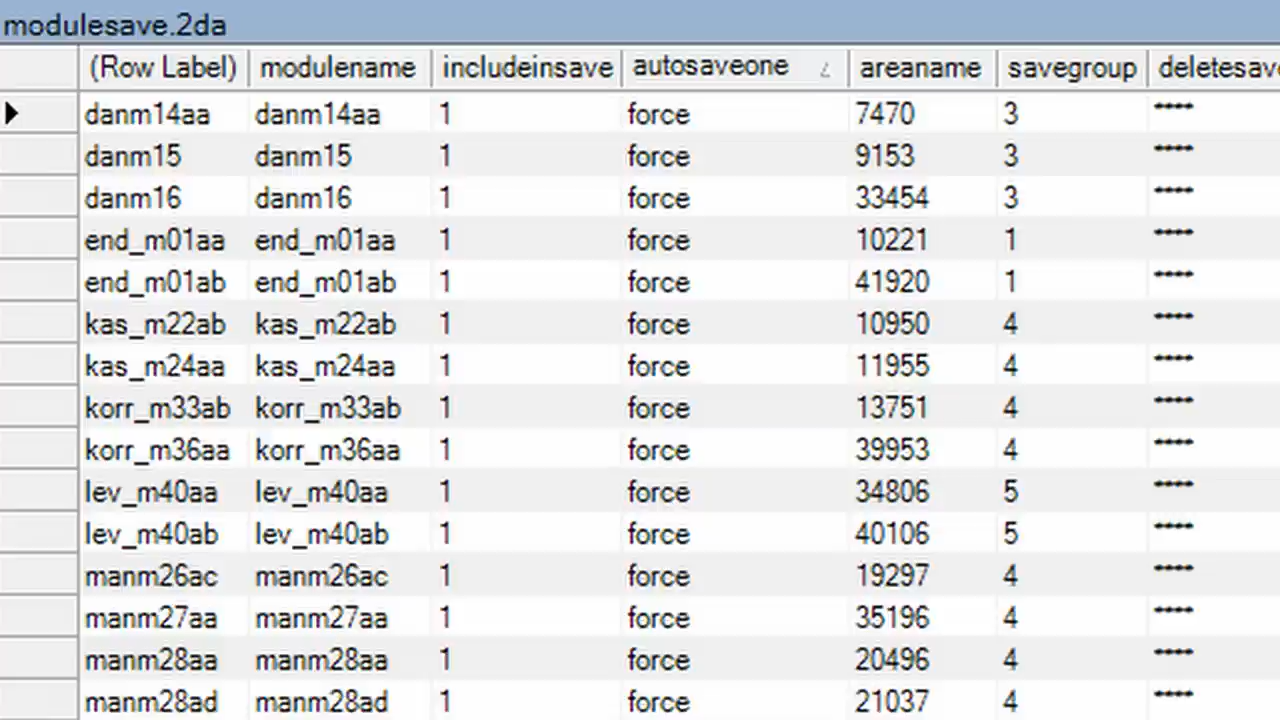 modulesave.2da
(Row Label) modulename includeinsave autosaveone areaname savegroup deletesave
danm14aa danm14aa 1 force 7470 3 ****
danm15 danm15 1 force 9153 3 ****
danm16 danm16 1 force 33454 3 ****
end_m01aa end_m01aa 1 force 10221 1 ****
end_m01ab end_m01ab 1 force 41920 1 ****
kas_m22ab kas_m22ab 1 force 10950 4 ****
kas_m24aa kas_m24aa 1 force 11955 4 ****
korr_m33ab korr_m33ab 1 force 13751 4 ****
korr_m36aa korr_m36aa 1 force 39953 4 ****
lev_m40aa lev_m40aa 1 force 34806 5 ****
lev_m40ab lev_m40ab 1 force 40106 5 ****
manm26ac manm26ac 1 force 19297 4 ****
manm27aa manm27aa 1 force 35196 4 ****
manm28aa manm28aa 1 force 20496 4 ****
manm28ad manm28ad 1 force 21037 4 ****